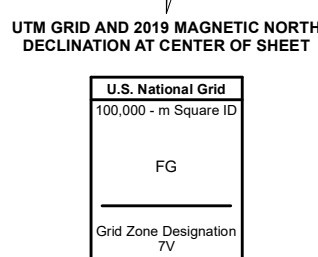 UTM GRID AND 2019 MAGNETIC NORTH
DECLINATION AT CENTER OF SHEET
U.S. National Grid
100,000 - m Square ID
FG
Grid Zone Designation
7V